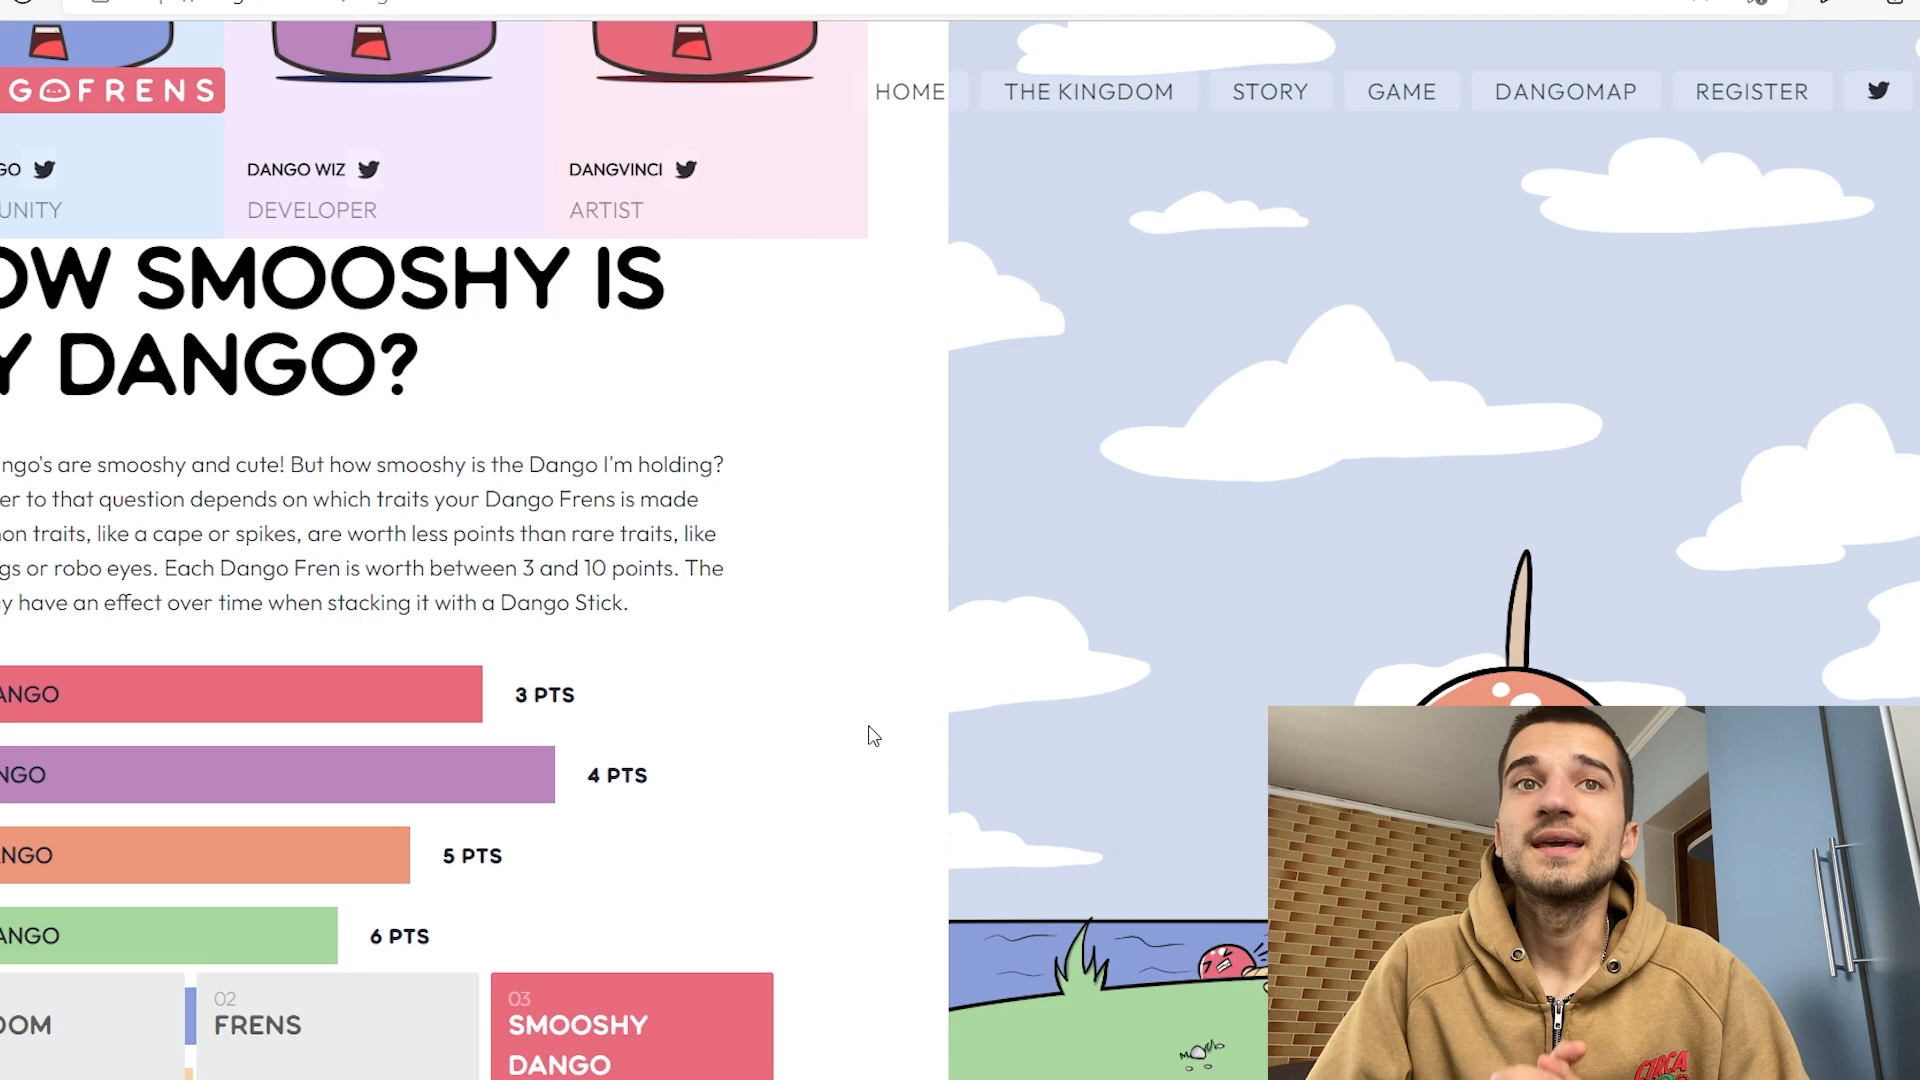 HOME
THE KINGDOM
STORY
GAME
DANGOMAP
REGISTER
GOFRENS
GO
DANGO WIZ
DANGVINCI
UNITY
DEVELOPER
ARTIST
OW SMOOSHY IS
Y DANGO?
ngo's are smooshy and cute! But how smooshy is the Dango I'm holding?
er to that question depends on which traits your Dango Frens is made
on traits, like a cape or spikes, are worth less points than rare traits, like
gs or robo eyes. Each Dango Fren is worth between 3 and 10 points. The
y have an effect over time when stacking it with a Dango Stick.
ANGO 3 PTS
NGO 4 PTS
NGO 5 PTS
ANGO 6 PTS
DOM
02
FRENS
03
SMOOSHY
DANGO
CIRCA